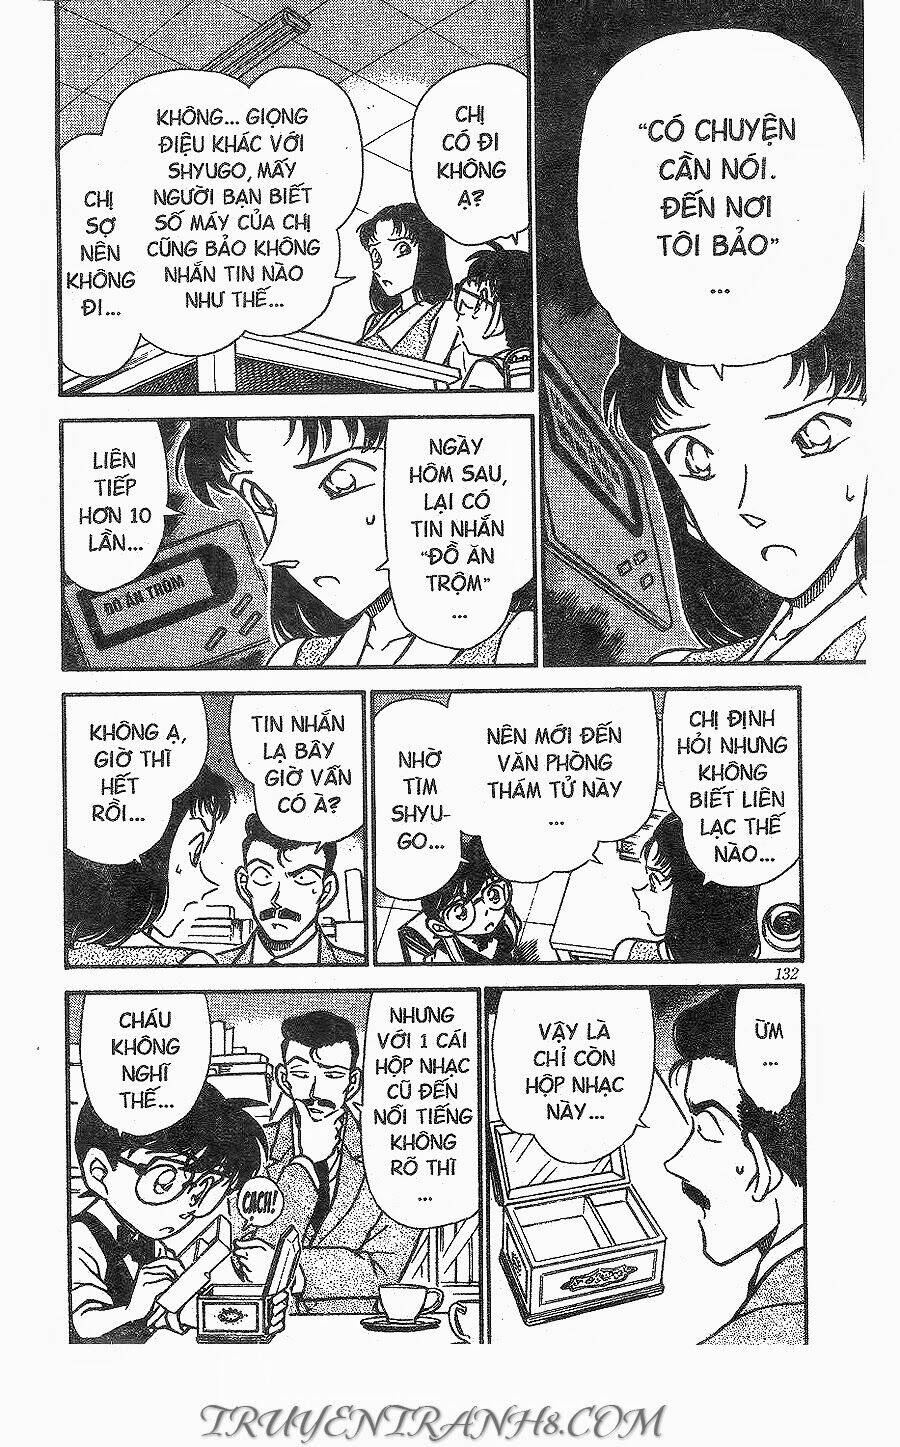 "CÓ CHUYỆN
CẦN NÓI.
ĐẾN NƠI
TÔI BẢO"
...
CHỊ
CÓ ĐI
KHÔNG
Ạ?
KHÔNG... GIỌNG
ĐIỆU KHÁC VỚI
SHYUGO, MẤY
NGƯỜI BẠN BIẾT
SỐ MÁY CỦA CHỊ
CŨNG BẢO KHÔNG
NHẮN TIN NÀO
NHƯ THẾ...
CHỊ
SỢ
NÊN
KHÔNG
ĐI...
NGÀY
HÔM SAU,
LẠI CÓ
TIN NHẮN
"ĐỒ ĂN
TRỘM"
...
LIÊN
TIẾP
HƠN 10
LẦN...
ĐỒ ĂN TRỘM
CHỊ ĐỊNH
HỎI NHƯNG
KHÔNG
BIẾT LIÊN
LẠC THẾ
NÀO...
NÊN MỚI ĐẾN
VĂN PHÒNG
THÁM TỬ NÀY
...
NHỜ
TÌM
SHYU-
GO...
TIN NHẮN
LẠ BÂY
GIỜ VẤN
CÓ À?
KHÔNG Ạ,
GIỜ THÌ
HẾT
RỒI...
132
ỪM
...
VẬY LÀ
CHỈ CÒN
HỘP NHẠC
NÀY...
NHƯNG
VỚI 1 CÁI
HỘP NHẠC
CŨ ĐẾN
NỔI TIẾNG
KHÔNG
RÕ THÌ
...
CHÁU
KHÔNG
NGHĨ
THẾ...
CẠCH!
TRUYENTRANH8.COM